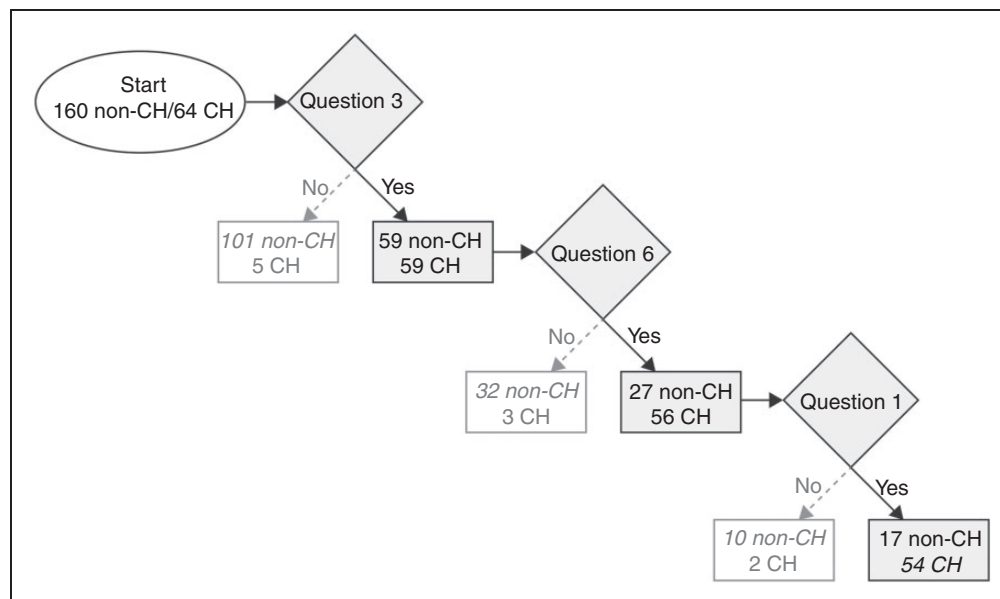 Start
160 non-CH/64 CH
Question 3
No
Yes
101 non-CH
5 CH
59 non-CH
59 CH
Question 6
No
Yes
32 non-CH
3 CH
27 non-CH
56 CH
Question 1
No
Yes
10 non-CH
2 CH
17 non-CH
54 CH